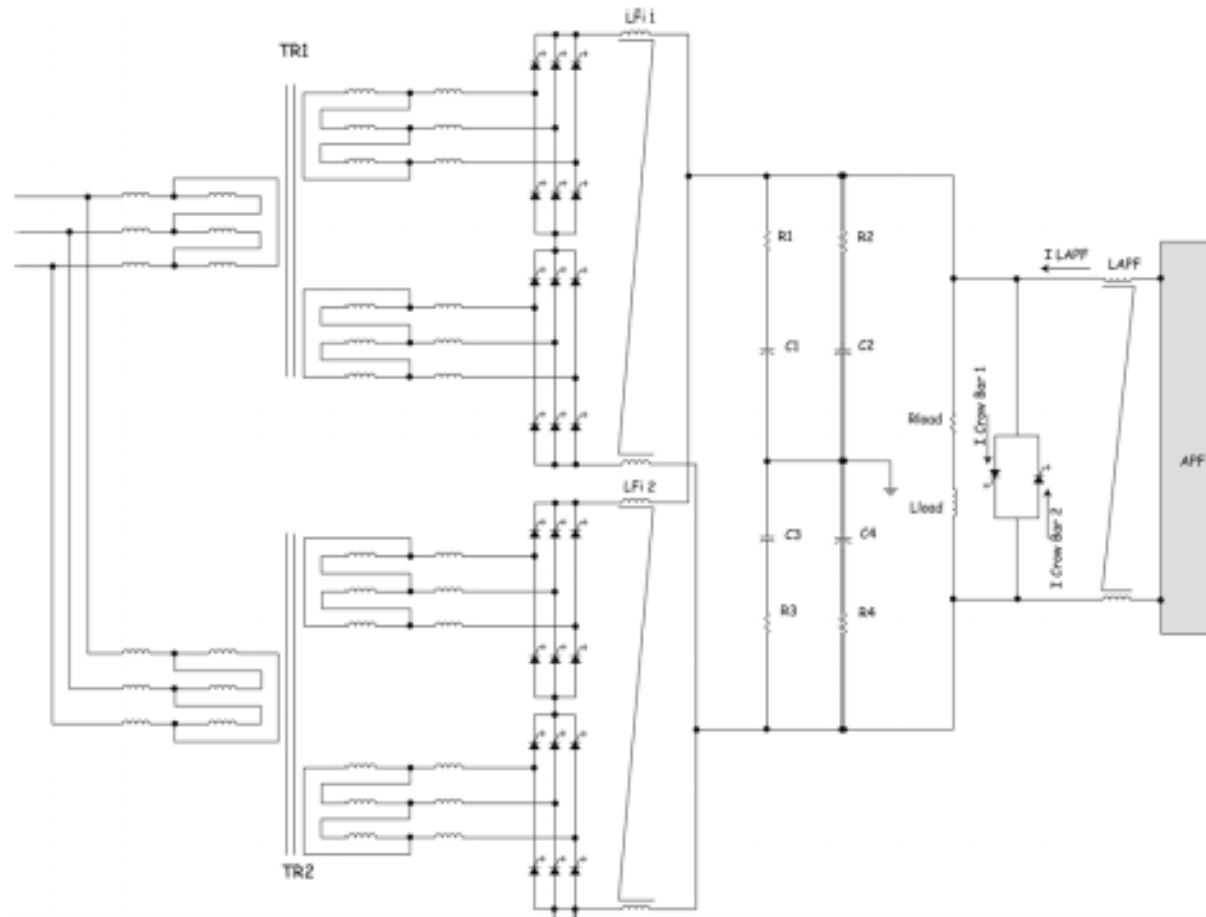 LFi 1
TR1
R1
R2
I LAPF
LAPF
C1
C2
I Crow Bar 1
Rload
APF
LFi 2
Lload
C3
C4
I Crow Bar 2
R3
R4
TR2